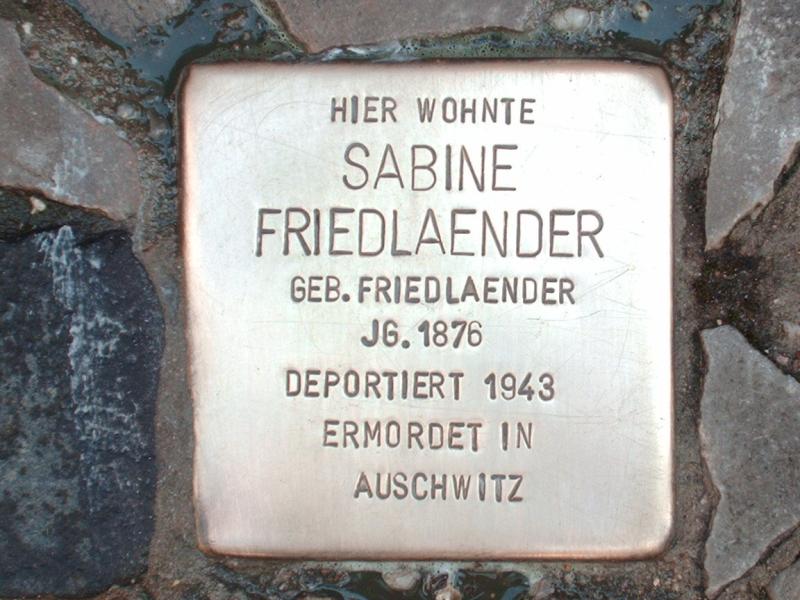 HIER WOHNTE
SABINE
FRIEDLAENDER
GEB. FRIEDLAENDER
JG. 1876
DEPORTIERT 1943
ERMORDET IN
AUSCHWITZ